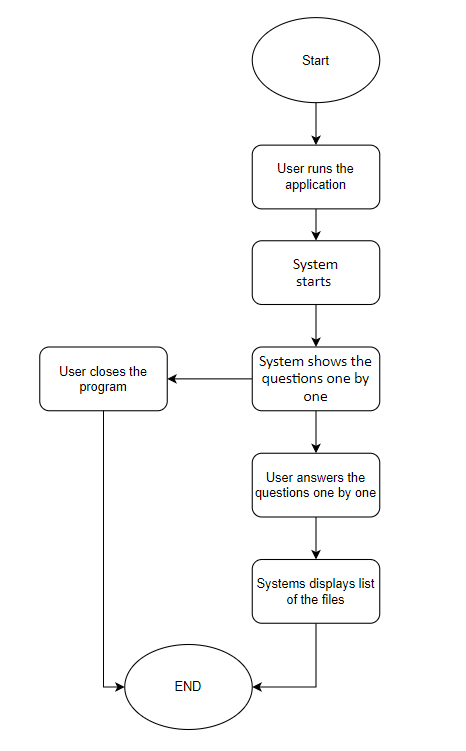 Start
User runs the
application
System
starts
System shows the
questions one by
one
User closes the
program
User answers the
questions one by one
Systems displays list
of the files
END